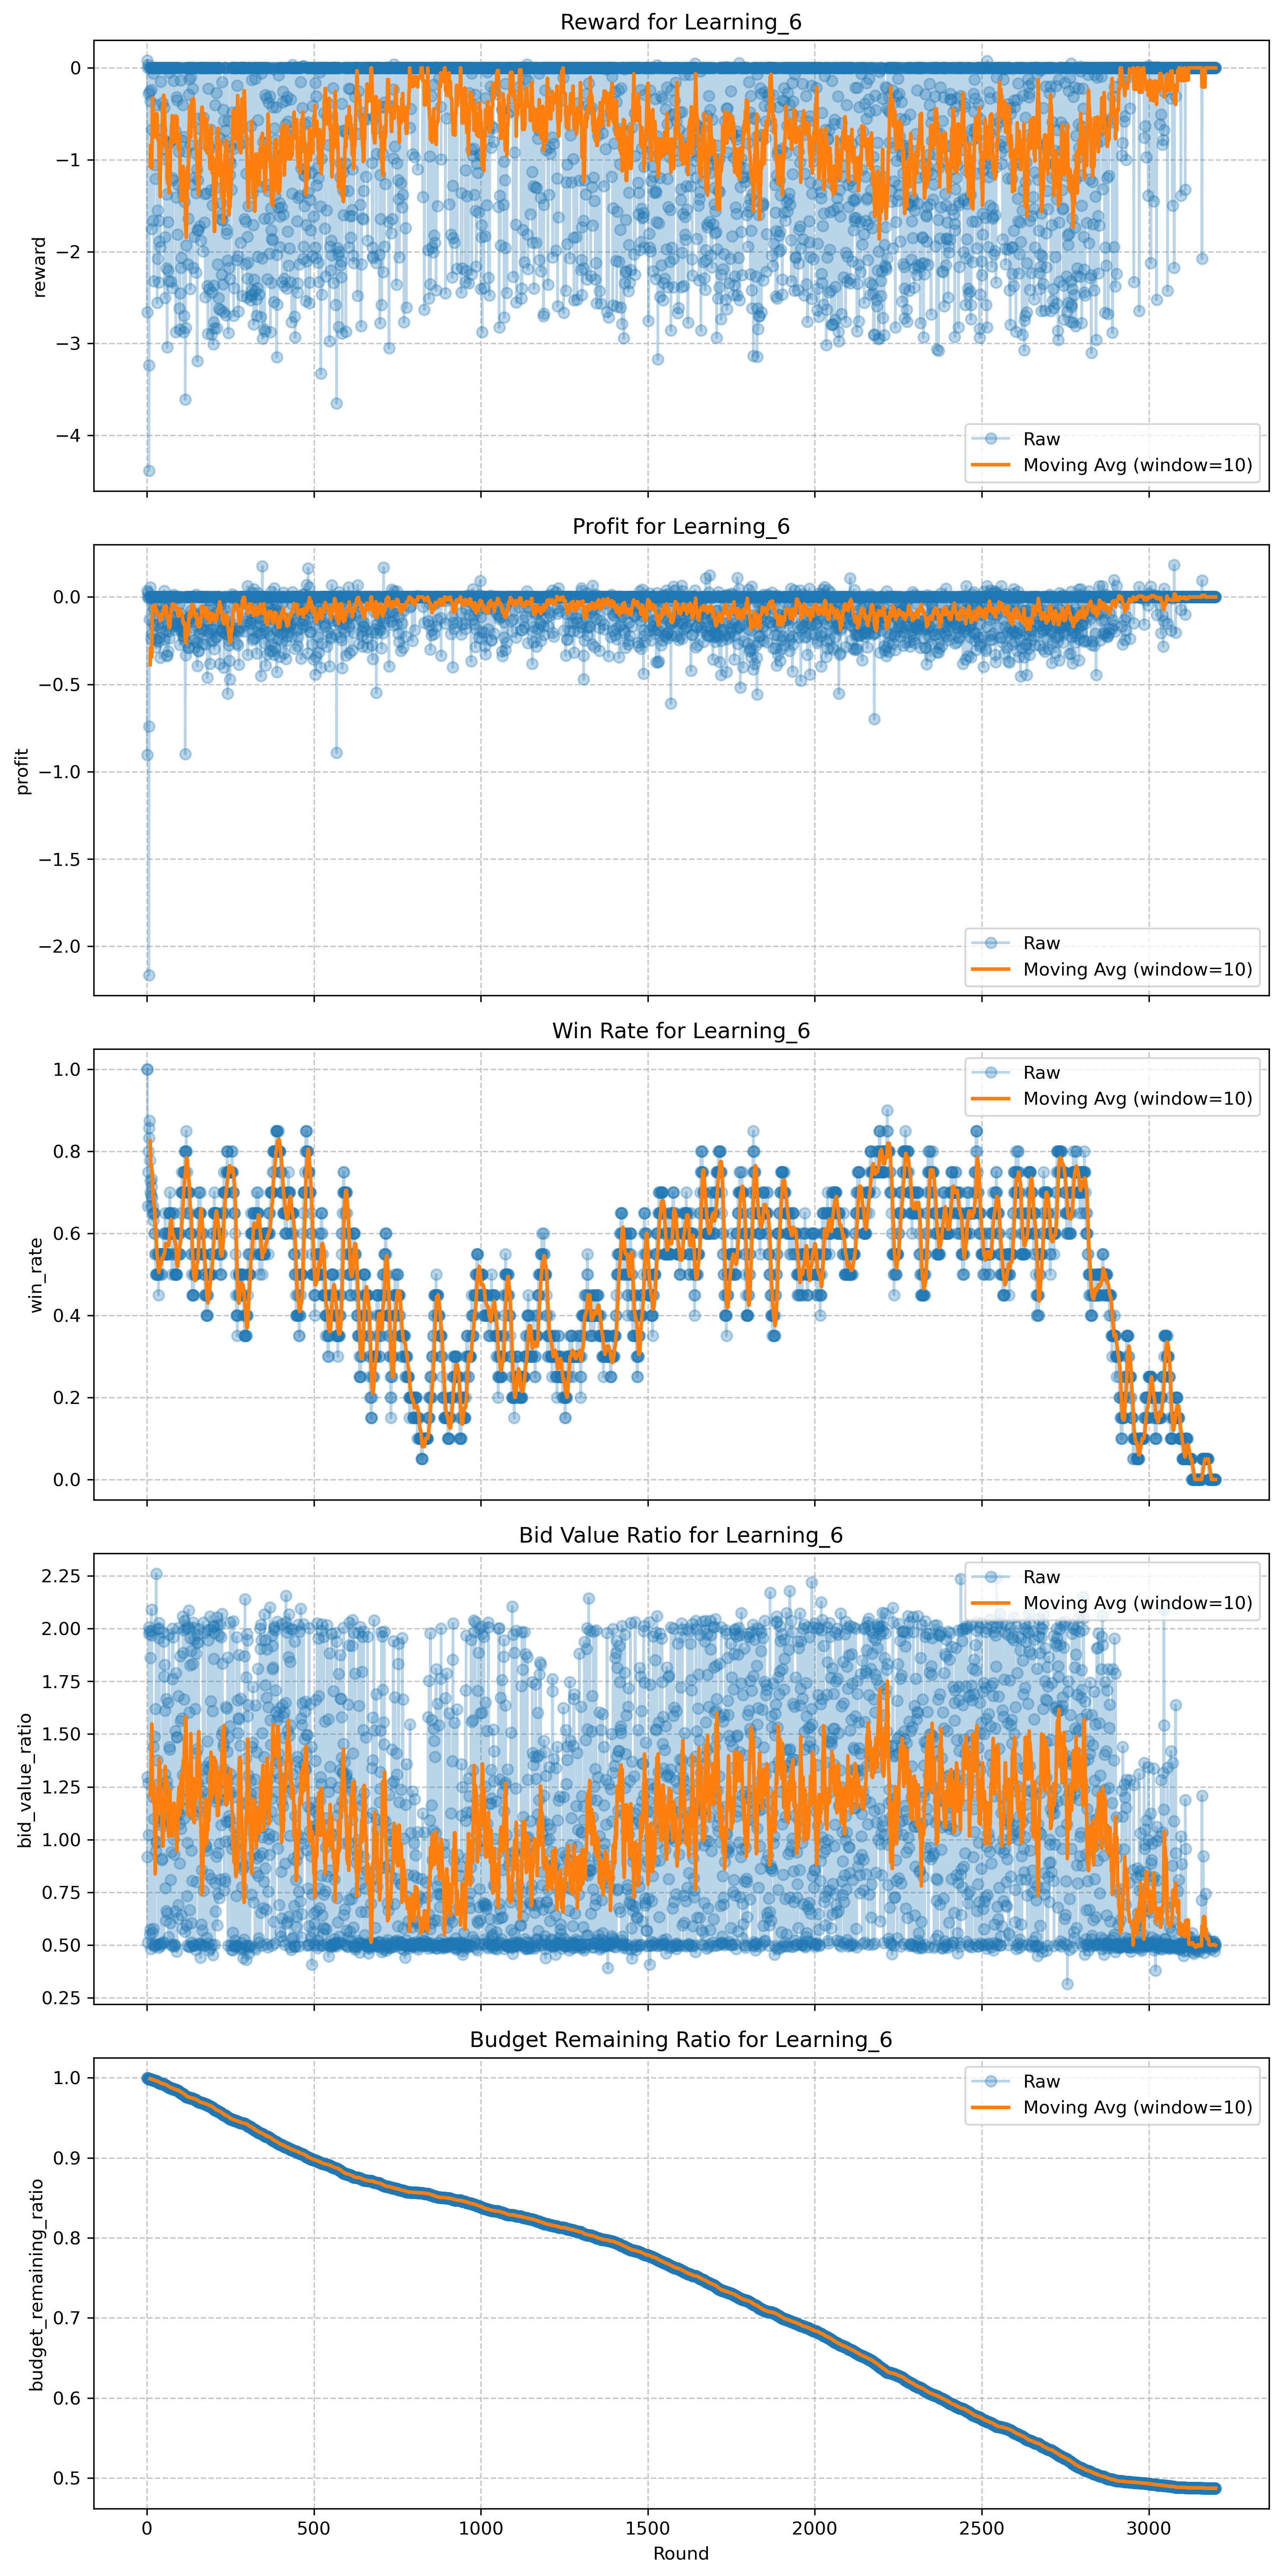 Reward for Learning_6
0
−1
−2
−3
−4
reward
Raw
Moving Avg (window=10)
Profit for Learning_6
0.0
−0.5
−1.0
−1.5
−2.0
profit
Raw
Moving Avg (window=10)
Win Rate for Learning_6
1.0
0.8
0.6
0.4
0.2
0.0
win_rate
Raw
Moving Avg (window=10)
Bid Value Ratio for Learning_6
2.25
2.00
1.75
1.50
1.25
1.00
0.75
0.50
0.25
bid_value_ratio
Raw
Moving Avg (window=10)
Budget Remaining Ratio for Learning_6
1.0
0.9
0.8
0.7
0.6
0.5
budget_remaining_ratio
Raw
Moving Avg (window=10)
0 500 1000 1500 2000 2500 3000
Round